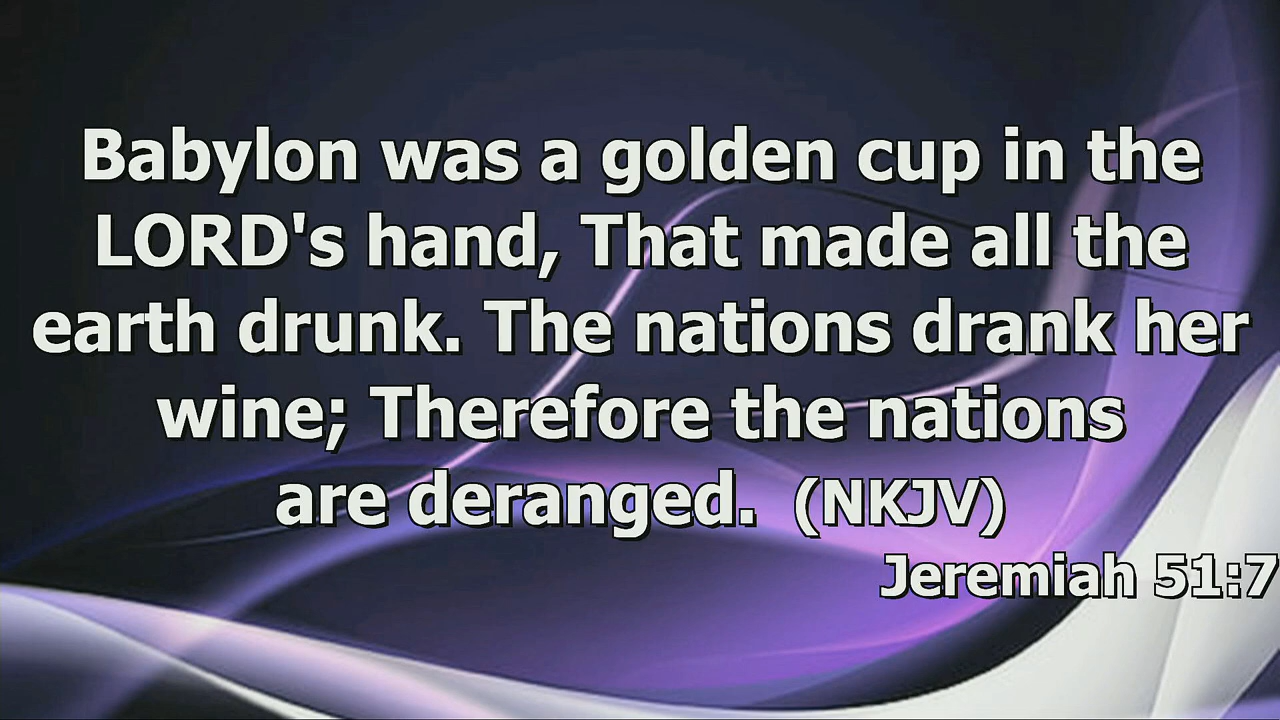 Babylon was a golden cup in the
LORD's hand, That made all the
earth drunk. The nations drank her
wine; Therefore the nations
are deranged. (NKJV)
Jeremiah 51:7